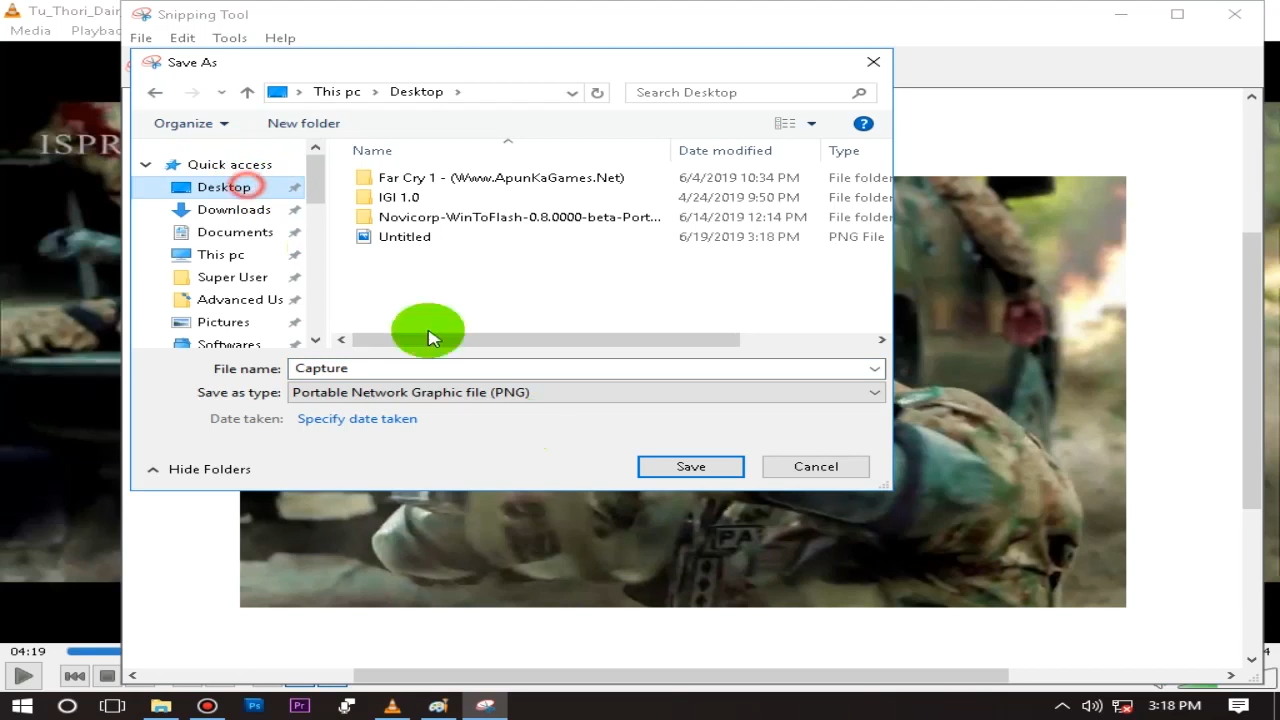 Tu_Thori_Dair
Media Playbac
Snipping Tool
File Edit Tools Help
Save As
This pc Desktop
Search Desktop
Organize New folder
Name Date modified Type
Quick access
Desktop
Downloads
Documents
This pc
Super User
Advanced Us
Pictures
Softwares
Far Cry 1 - (Www.ApunKaGames.Net) 6/4/2019 10:34 PM File folder
IGI 1.0 4/24/2019 9:50 PM File folder
Novicorp-WinToFlash-0.8.0000-beta-Port... 6/14/2019 12:14 PM File folder
Untitled 6/19/2019 3:18 PM PNG File
File name: Capture
Save as type: Portable Network Graphic file (PNG)
Date taken: Specify date taken
Hide Folders
Save Cancel
ISPR
PA
04:19
Ps
Pr
3:18 PM